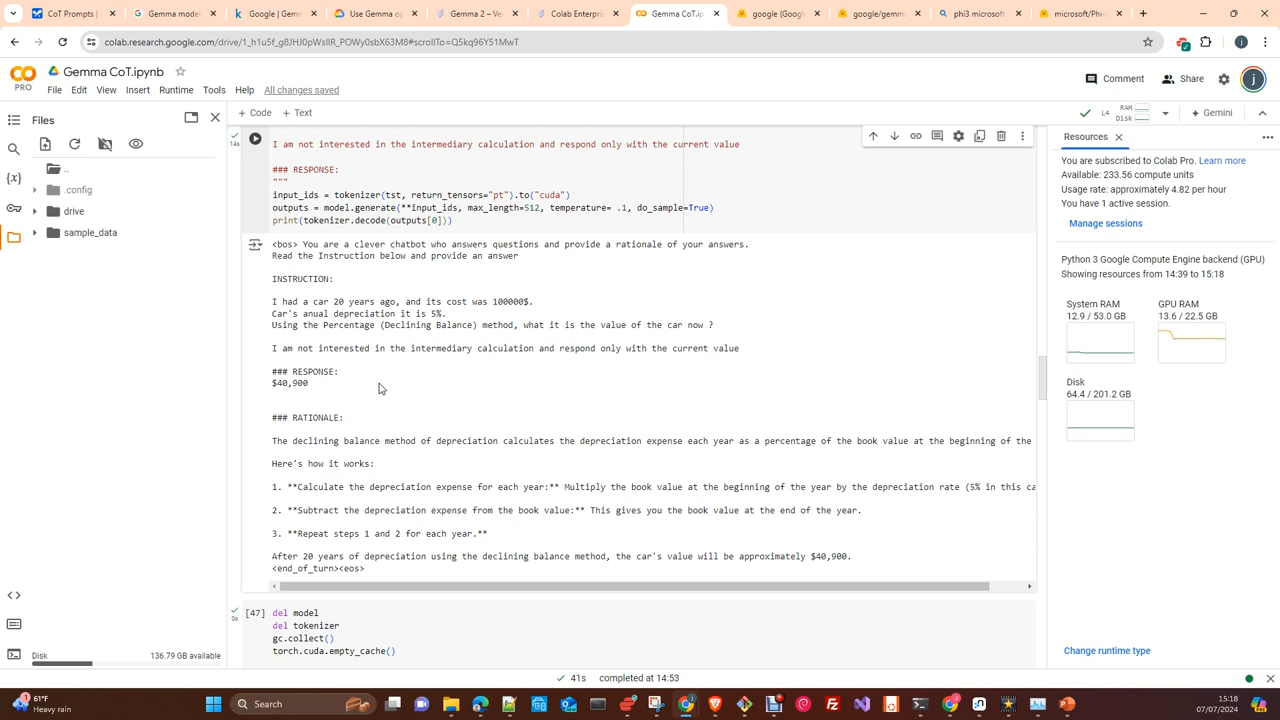 CoT Prompts
Gemma model
Google | Gemm
Use Gemma op
Gemma 2 – Ve
Colab Enterpris
Gemma CoT.ip
google (Googl
google/gemm
phi3 microsoft
microsoft/Phi-
colab.research.google.com/drive/1_h1u5f_g8JHJ0pWslIR_POWy0sbX63M8#scrollTo=Q5kq96Y51MwT
Gemma CoT.ipynb
PRO
File Edit View Insert Runtime Tools Help All changes saved
Comment Share j
Files
+ Code + Text
L4 RAM Disk Gemini
..
.config
drive
sample_data
14s
I am not interested in the intermediary calculation and respond only with the current value
### RESPONSE:
"""
input_ids = tokenizer(tst, return_tensors="pt").to("cuda")
outputs = model.generate(**input_ids, max_length=512, temperature= .1, do_sample=True)
print(tokenizer.decode(outputs[0]))
<bos> You are a clever chatbot who answers questions and provide a rationale of your answers.
Read the Instruction below and provide an answer
INSTRUCTION:
I had a car 20 years ago, and its cost was 100000$.
Car's anual depreciation it is 5%.
Using the Percentage (Declining Balance) method, what it is the value of the car now ?
I am not interested in the intermediary calculation and respond only with the current value
### RESPONSE:
$40,900
### RATIONALE:
The declining balance method of depreciation calculates the depreciation expense each year as a percentage of the book value at the beginning of the
Here's how it works:
1. **Calculate the depreciation expense for each year:** Multiply the book value at the beginning of the year by the depreciation rate (5% in this ca
2. **Subtract the depreciation expense from the book value:** This gives you the book value at the end of the year.
3. **Repeat steps 1 and 2 for each year.**
After 20 years of depreciation using the declining balance method, the car's value will be approximately $40,900.
<end_of_turn><eos>
[47]
0s
del model
del tokenizer
gc.collect()
torch.cuda.empty_cache()
Resources
You are subscribed to Colab Pro. Learn more
Available: 233.56 compute units
Usage rate: approximately 4.82 per hour
You have 1 active session.
Manage sessions
Python 3 Google Compute Engine backend (GPU)
Showing resources from 14:39 to 15:18
System RAM
12.9 / 53.0 GB
GPU RAM
13.6 / 22.5 GB
Disk
64.4 / 201.2 GB
Change runtime type
Disk 136.79 GB available
41s completed at 14:53
61°F
Heavy rain
Search
15:18
07/07/2024